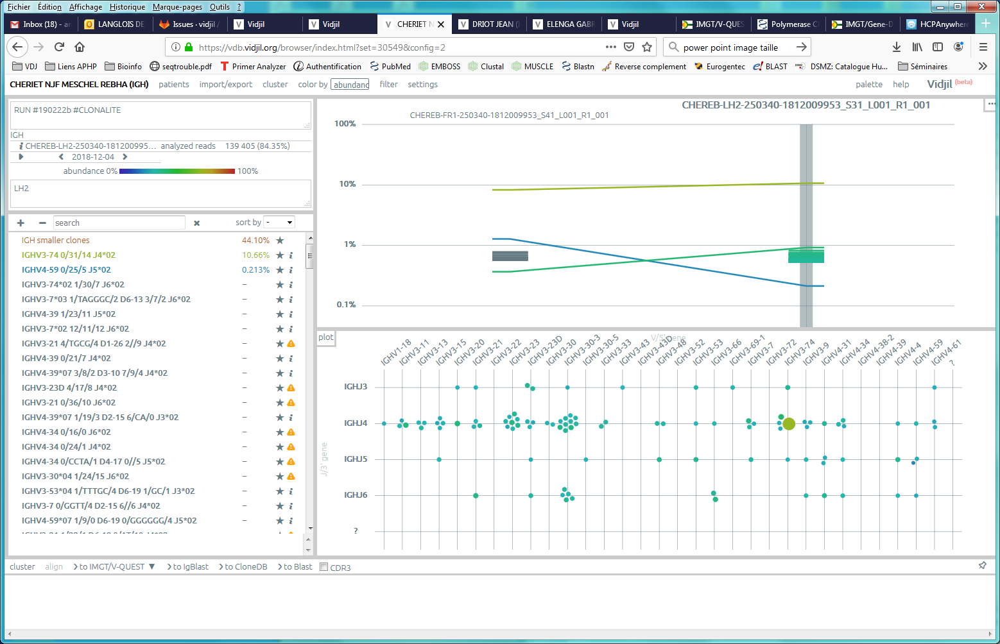 Fichier Édition Affichage Historique Marque-pages Outils ?
Inbox (18) - ar
LANGLOIS DE
Issues · vidjil /
Vidjil
Vidjil
CHERIET N
DRIOT JEAN (
ELENGA GABR
Vidjil
IMGT/V-QUES
Polymerase C
IMGT/Gene-D
HCPAnywhere
https://vdb.vidjil.org/browser/index.html?set=30549&config=2
power point image taille
VDJ Liens APHP Bioinfo seqtrouble.pdf Primer Analyzer Authentification PubMed EMBOSS Clustal MUSCLE Blastn Reverse complement Eurogentec BLAST DSMZ: Catalogue Hu... Séminaires
CHERIET NJF MESCHEL REBHA (IGH) patients import/export cluster color by abundanc filter settings palette help Vidjil (beta)
RUN #190222b #CLONALITE
IGH
i CHEREB-LH2-250340-181200995... analyzed reads 139 405 (84.35%)
2018-12-04
abundance 0% 100%
LH2
+ − search × sort by -
IGH smaller clones 44.10%
IGHV3-74 0/31/14 J4*02 10.66% i
IGHV4-59 0/25/5 J5*02 0.213% i
IGHV3-74*02 1/30/7 J6*02 – i
IGHV3-7*03 1/TAGGGC/2 D6-13 3/7/2 J6*02 – i
IGHV4-39 1/23/11 J5*02 – i
IGHV3-7*02 12/11/12 J6*02 – i
IGHV3-21 4/TGCG/4 D1-26 2//9 J4*02 –
IGHV4-39 0/21/7 J4*02 – i
IGHV4-39*07 3/8/2 D3-10 7/9/4 J4*02 – i
IGHV3-23D 4/17/8 J4*02 –
IGHV3-21 0/36/10 J6*02 –
IGHV4-39*07 1/19/3 D2-15 6/CA/0 J3*02 – i
IGHV4-34 0/16/0 J6*02 –
IGHV4-34 0/24/1 J4*02 –
IGHV4-34 0/CCTA/1 D4-17 0//5 J5*02 –
IGHV3-30*04 1/24/15 J6*02 –
IGHV3-53*04 1/TTTGC/4 D6-19 1/GC/1 J3*02 – i
IGHV3-7 0/GGTT/4 D2-15 6//6 J4*02 – i
IGHV4-59*07 1/9/0 D6-19 0/GGGGGG/4 J5*02 – i
CHEREB-LH2-250340-1812009953_S31_L001_R1_001
CHEREB-FR1-250340-1812009953_S41_L001_R1_001
100%
10%
1%
0.1%
plot
V/5' gene
IGHV1-18 IGHV3-11 IGHV3-13 IGHV3-15 IGHV3-20 IGHV3-21 IGHV3-22 IGHV3-23 IGHV3-23D IGHV3-30 IGHV3-30-3 IGHV3-30-5 IGHV3-33 IGHV3-43 IGHV3-43D IGHV3-48 IGHV3-52 IGHV3-53 IGHV3-66 IGHV3-69-1 IGHV3-7 IGHV3-72 IGHV3-74 IGHV3-9 IGHV4-31 IGHV4-34 IGHV4-38-2 IGHV4-39 IGHV4-4 IGHV4-59 IGHV4-61 ?
J/3' gene
IGHJ3
IGHJ4
IGHJ5
IGHJ6
?
cluster align to IMGT/V-QUEST ▼ to IgBlast to CloneDB to Blast CDR3